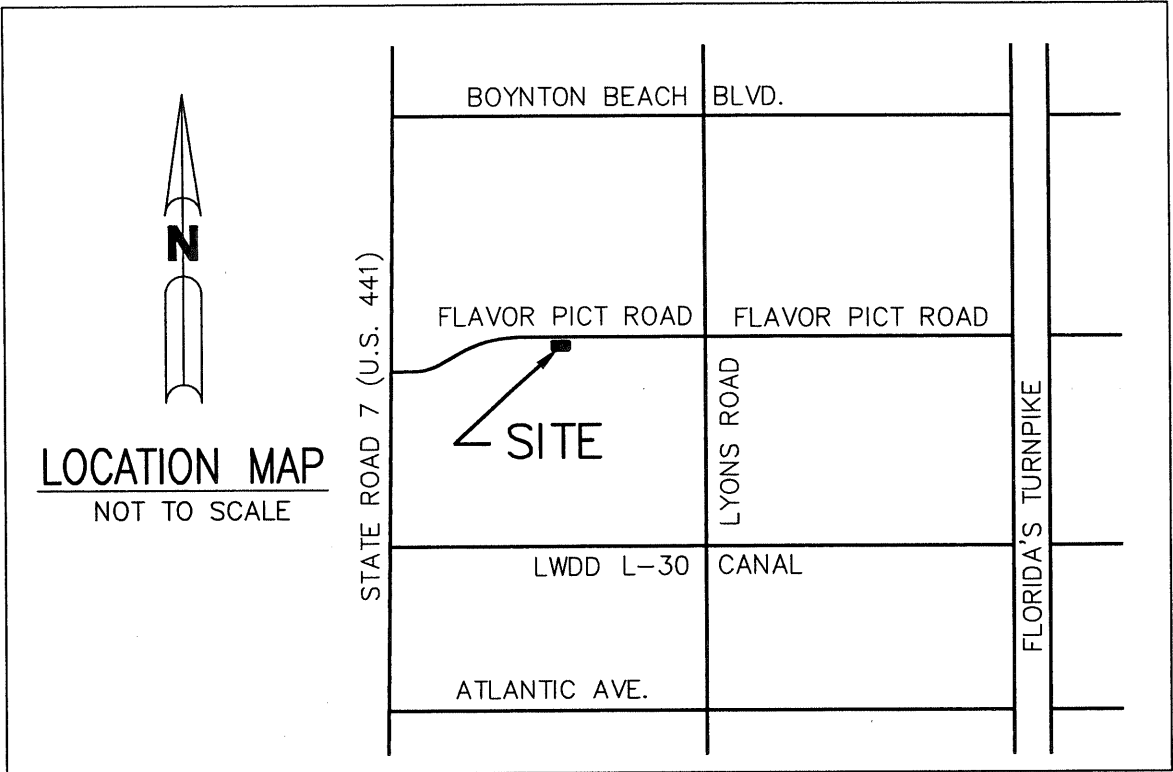 BOYNTON BEACH BLVD.
N
STATE ROAD 7 (U.S. 441)
FLAVOR PICT ROAD FLAVOR PICT ROAD
LYONS ROAD
FLORIDA'S TURNPIKE
SITE
LOCATION MAP
NOT TO SCALE
LWDD L-30 CANAL
ATLANTIC AVE.